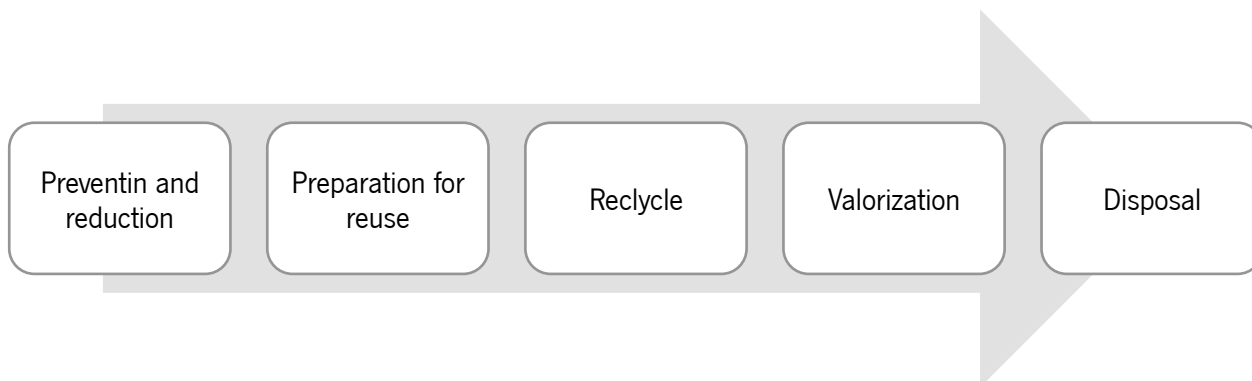 Preventin and
reduction
Preparation for
reuse
Reclycle
Valorization
Disposal